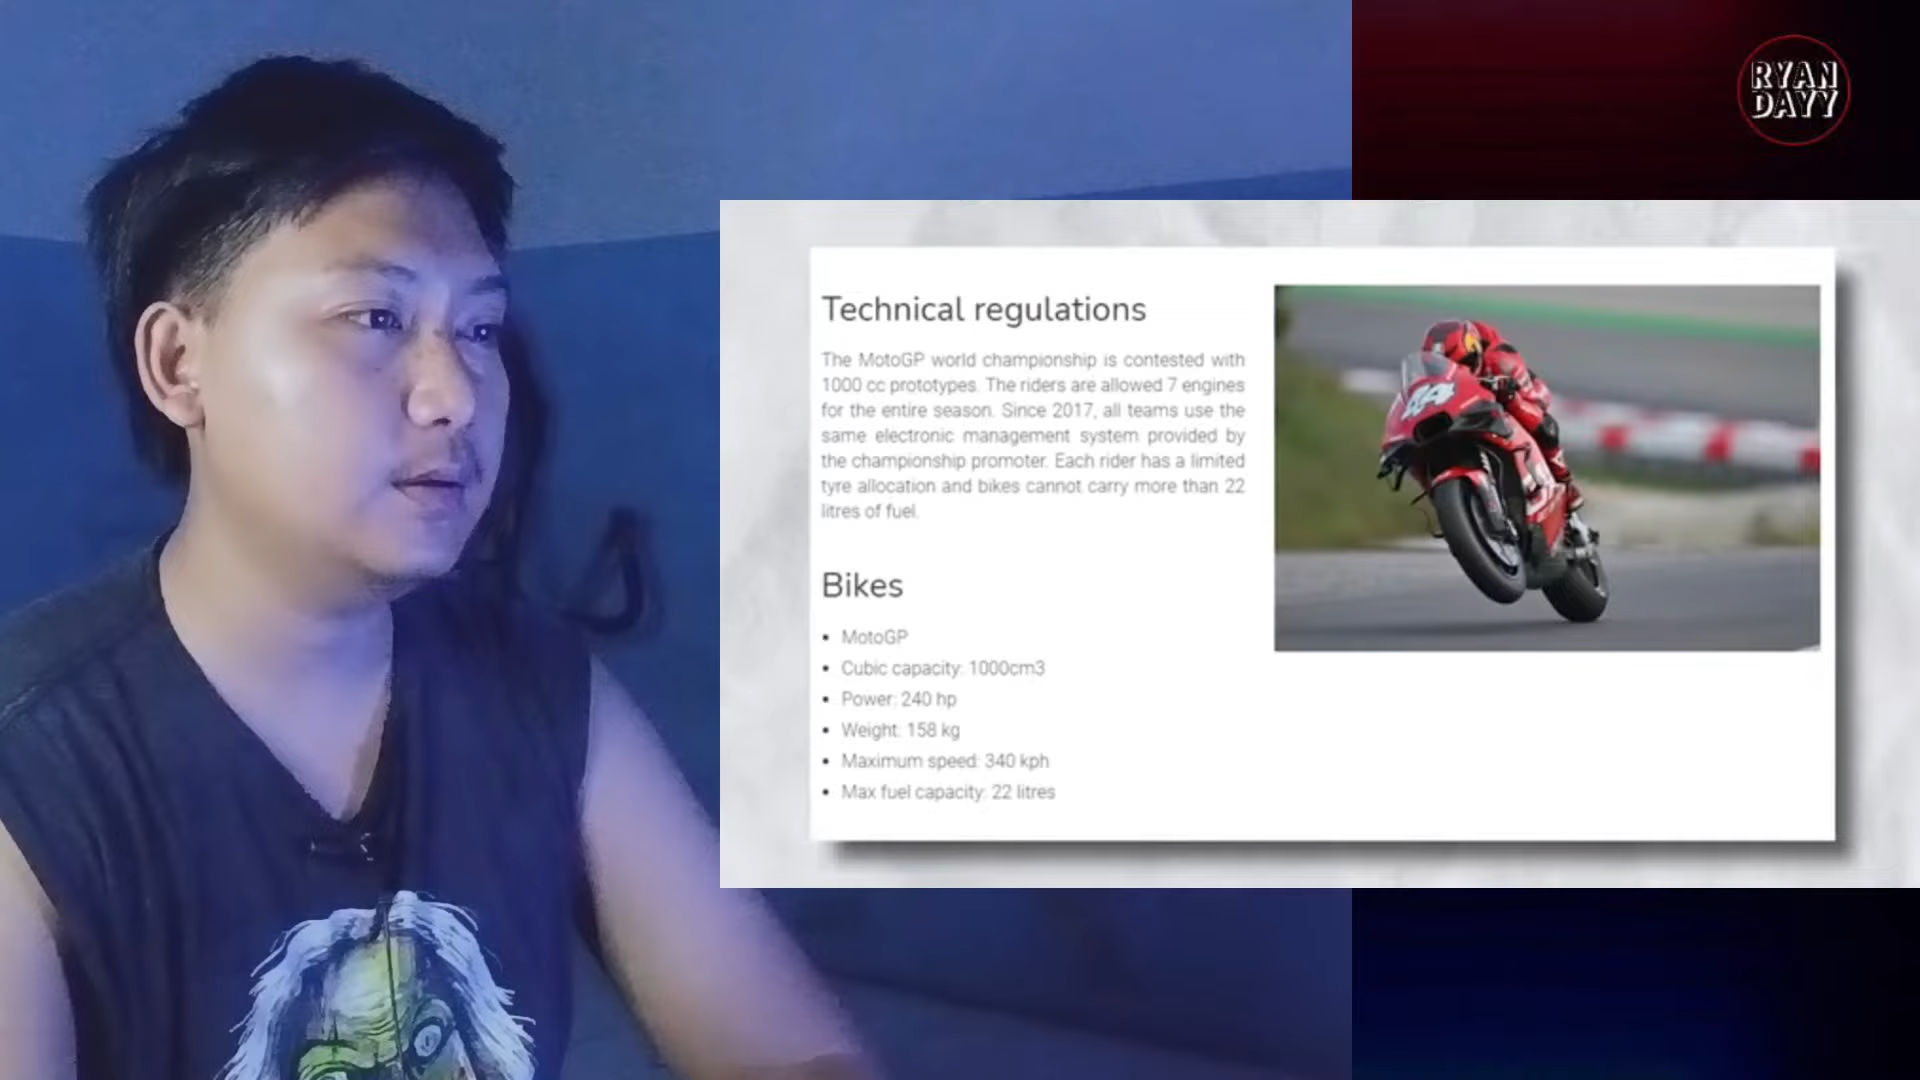 RYAN
DAYY
Technical regulations
The MotoGP world championship is contested with
1000 cc prototypes. The riders are allowed 7 engines
for the entire season. Since 2017, all teams use the
same electronic management system provided by
the championship promoter. Each rider has a limited
tyre allocation and bikes cannot carry more than 22
litres of fuel.
44
Bikes
• MotoGP
• Cubic capacity: 1000cm3
• Power: 240 hp
• Weight: 158 kg
• Maximum speed: 340 kph
• Max fuel capacity: 22 litres